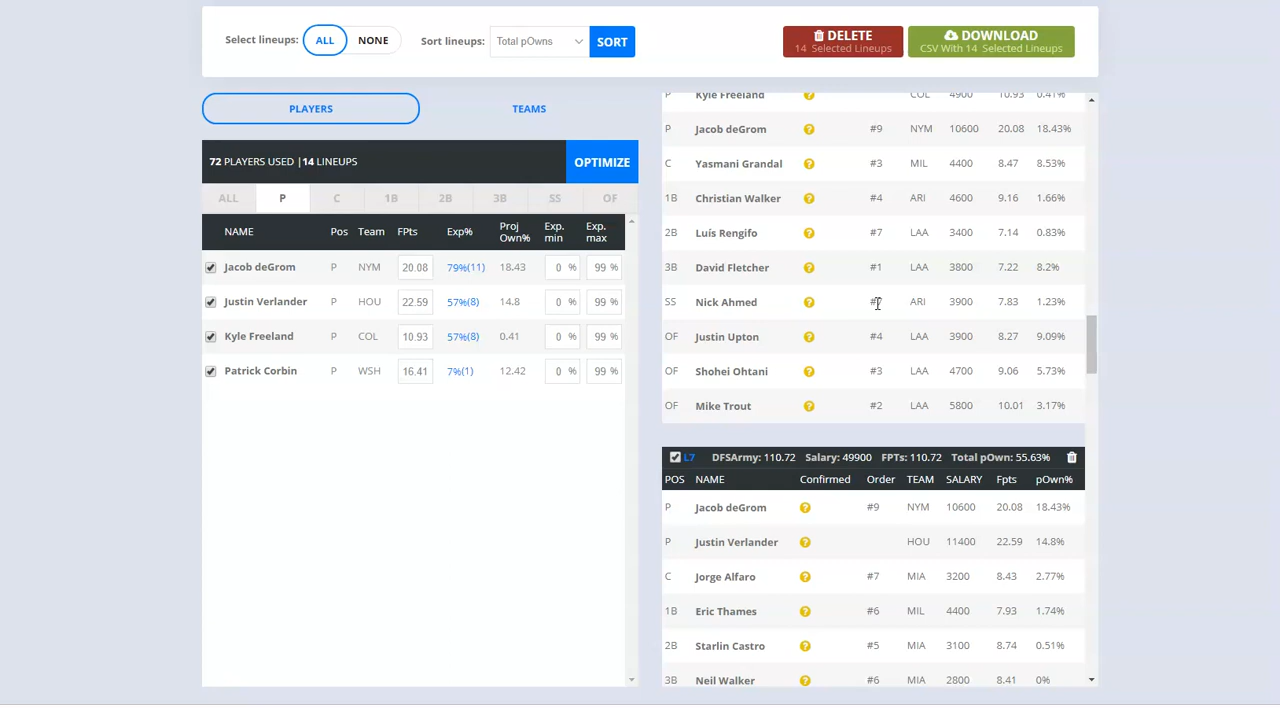 Select lineups: ALL NONE Sort lineups: Total pOwns SORT
DELETE
14 Selected Lineups
DOWNLOAD
CSV With 14 Selected Lineups
PLAYERS TEAMS
72 PLAYERS USED |14 LINEUPS OPTIMIZE
ALL P C 1B 2B 3B SS OF
NAME Pos Team FPts Exp% Proj Own% Exp. min Exp. max
Jacob deGrom P NYM 20.08 79%(11) 18.43 0 % 99 %
Justin Verlander P HOU 22.59 57%(8) 14.8 0 % 99 %
Kyle Freeland P COL 10.93 57%(8) 0.41 0 % 99 %
Patrick Corbin P WSH 16.41 7%(1) 12.42 0 % 99 %
P Kyle Freeland ? COL 4900 10.93 0.41%
P Jacob deGrom ? #9 NYM 10600 20.08 18.43%
C Yasmani Grandal ? #3 MIL 4400 8.47 8.53%
1B Christian Walker ? #4 ARI 4600 9.16 1.66%
2B Luis Rengifo ? #7 LAA 3400 7.14 0.83%
3B David Fletcher ? #1 LAA 3800 7.22 8.2%
SS Nick Ahmed ? ARI 3900 7.83 1.23%
OF Justin Upton ? #4 LAA 3900 8.27 9.09%
OF Shohei Ohtani ? #3 LAA 4700 9.06 5.73%
OF Mike Trout ? #2 LAA 5800 10.01 3.17%
L7 DFSArmy: 110.72 Salary: 49900 FPTs: 110.72 Total pOwn: 55.63%
POS NAME Confirmed Order TEAM SALARY Fpts pOwn%
P Jacob deGrom ? #9 NYM 10600 20.08 18.43%
P Justin Verlander ? HOU 11400 22.59 14.8%
C Jorge Alfaro ? #7 MIA 3200 8.43 2.77%
1B Eric Thames ? #6 MIL 4400 7.93 1.74%
2B Starlin Castro ? #5 MIA 3100 8.74 0.51%
3B Neil Walker ? #6 MIA 2800 8.41 0%